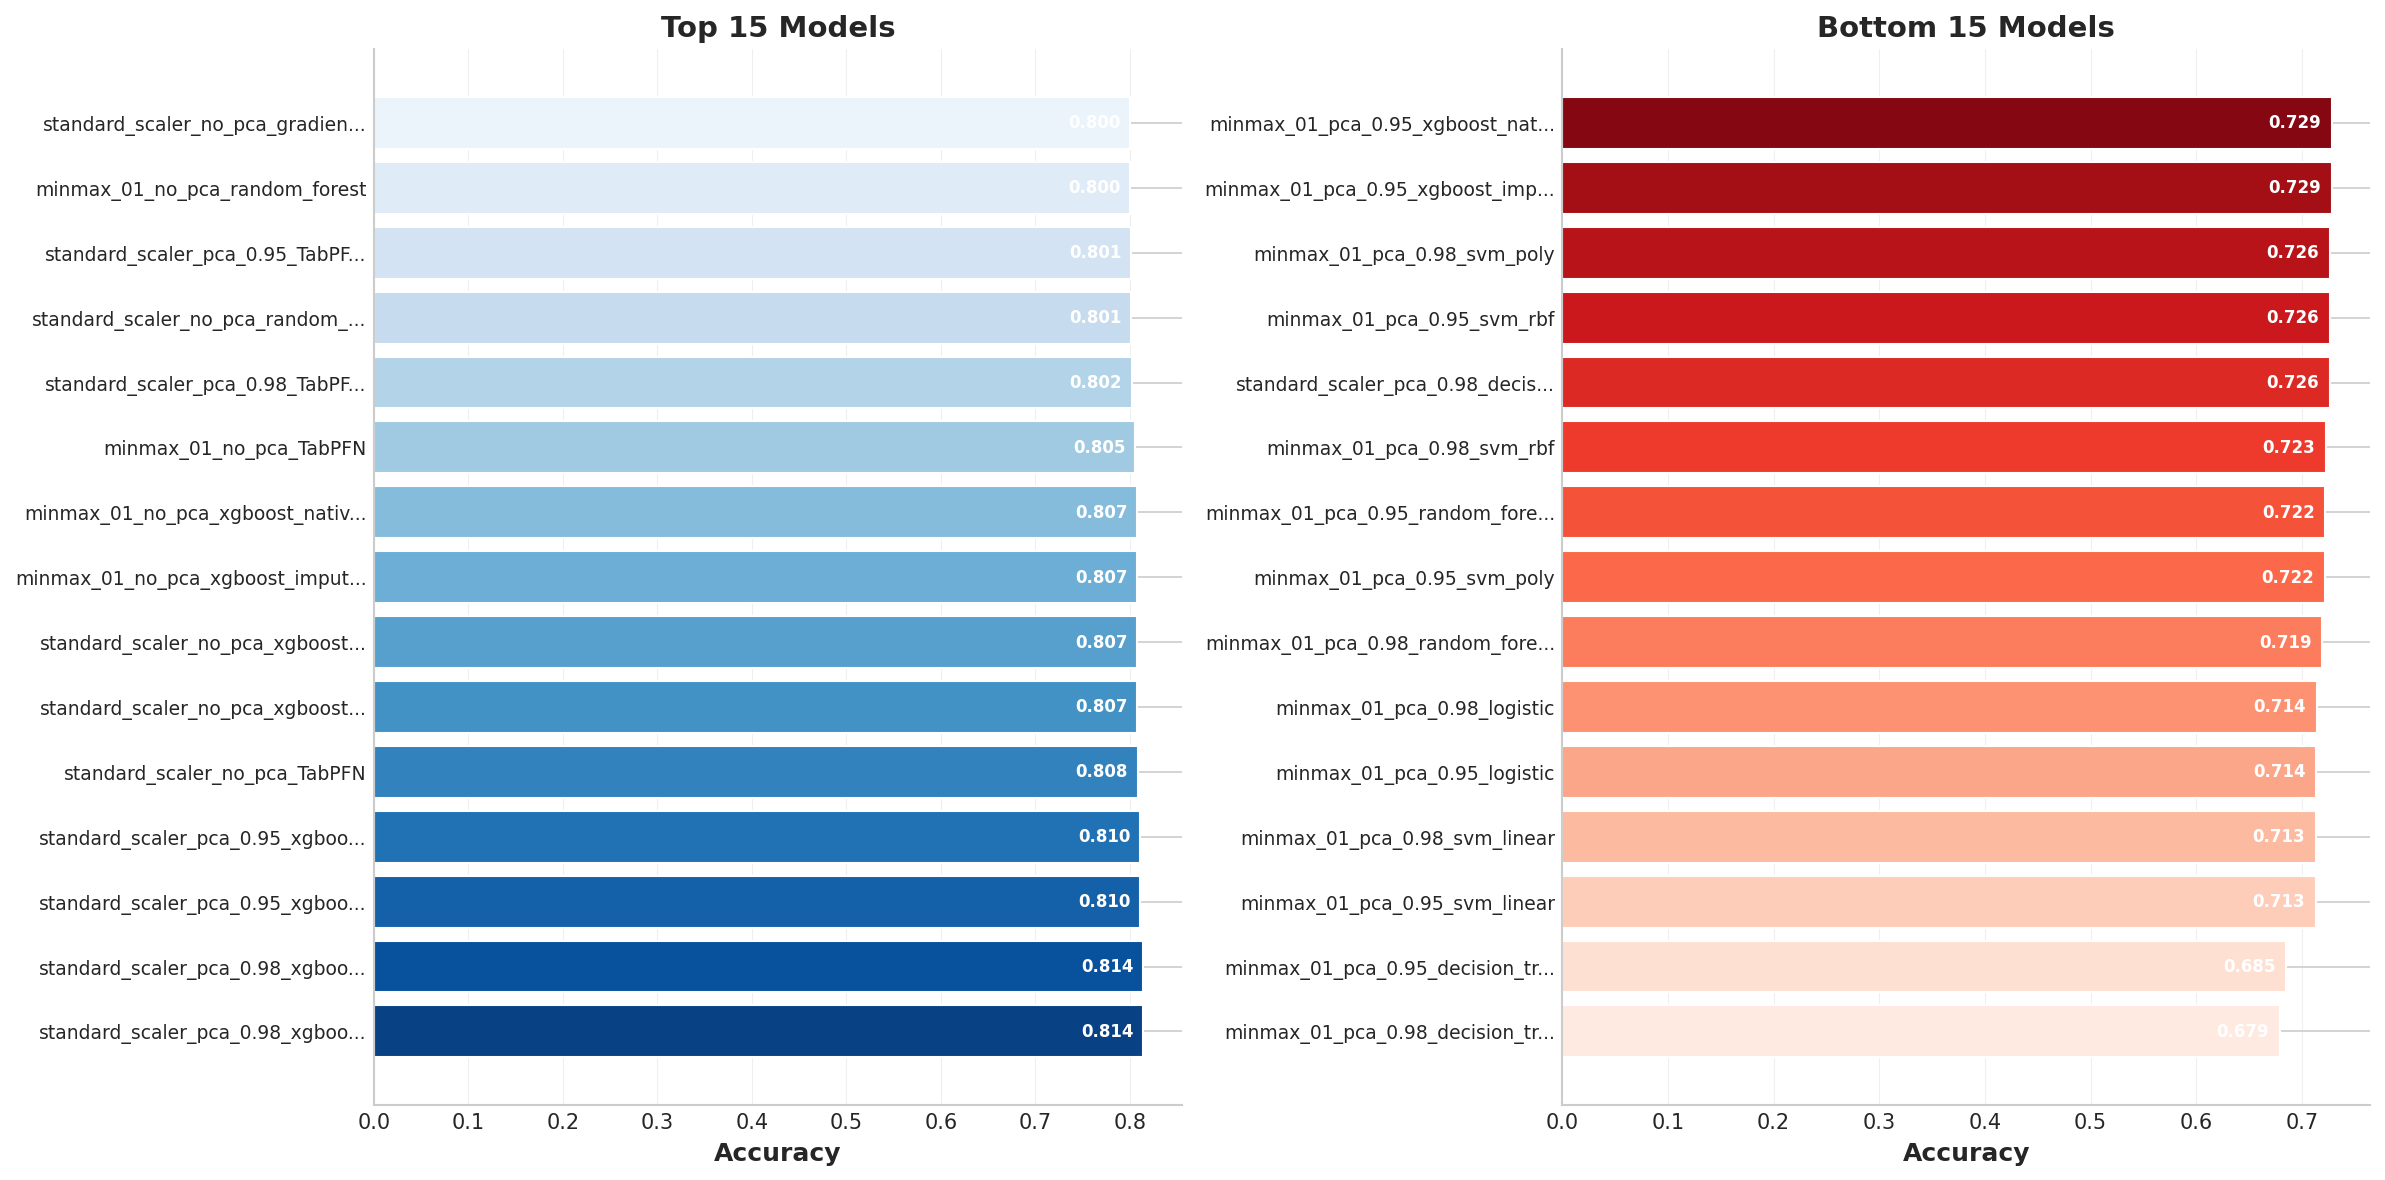 Top 15 Models
standard_scaler_no_pca_gradien... 0.800
minmax_01_no_pca_random_forest 0.800
standard_scaler_pca_0.95_TabPF... 0.801
standard_scaler_no_pca_random_... 0.801
standard_scaler_pca_0.98_TabPF... 0.802
minmax_01_no_pca_TabPFN 0.805
minmax_01_no_pca_xgboost_nativ... 0.807
minmax_01_no_pca_xgboost_imput... 0.807
standard_scaler_no_pca_xgboost... 0.807
standard_scaler_no_pca_xgboost... 0.807
standard_scaler_no_pca_TabPFN 0.808
standard_scaler_pca_0.95_xgboo... 0.810
standard_scaler_pca_0.95_xgboo... 0.810
standard_scaler_pca_0.98_xgboo... 0.814
standard_scaler_pca_0.98_xgboo... 0.814
0.0 0.1 0.2 0.3 0.4 0.5 0.6 0.7 0.8
Accuracy
Bottom 15 Models
minmax_01_pca_0.95_xgboost_nat... 0.729
minmax_01_pca_0.95_xgboost_imp... 0.729
minmax_01_pca_0.98_svm_poly 0.726
minmax_01_pca_0.95_svm_rbf 0.726
standard_scaler_pca_0.98_decis... 0.726
minmax_01_pca_0.98_svm_rbf 0.723
minmax_01_pca_0.95_random_fore... 0.722
minmax_01_pca_0.95_svm_poly 0.722
minmax_01_pca_0.98_random_fore... 0.719
minmax_01_pca_0.98_logistic 0.714
minmax_01_pca_0.95_logistic 0.714
minmax_01_pca_0.98_svm_linear 0.713
minmax_01_pca_0.95_svm_linear 0.713
minmax_01_pca_0.95_decision_tr... 0.685
minmax_01_pca_0.98_decision_tr... 0.679
0.0 0.1 0.2 0.3 0.4 0.5 0.6 0.7
Accuracy